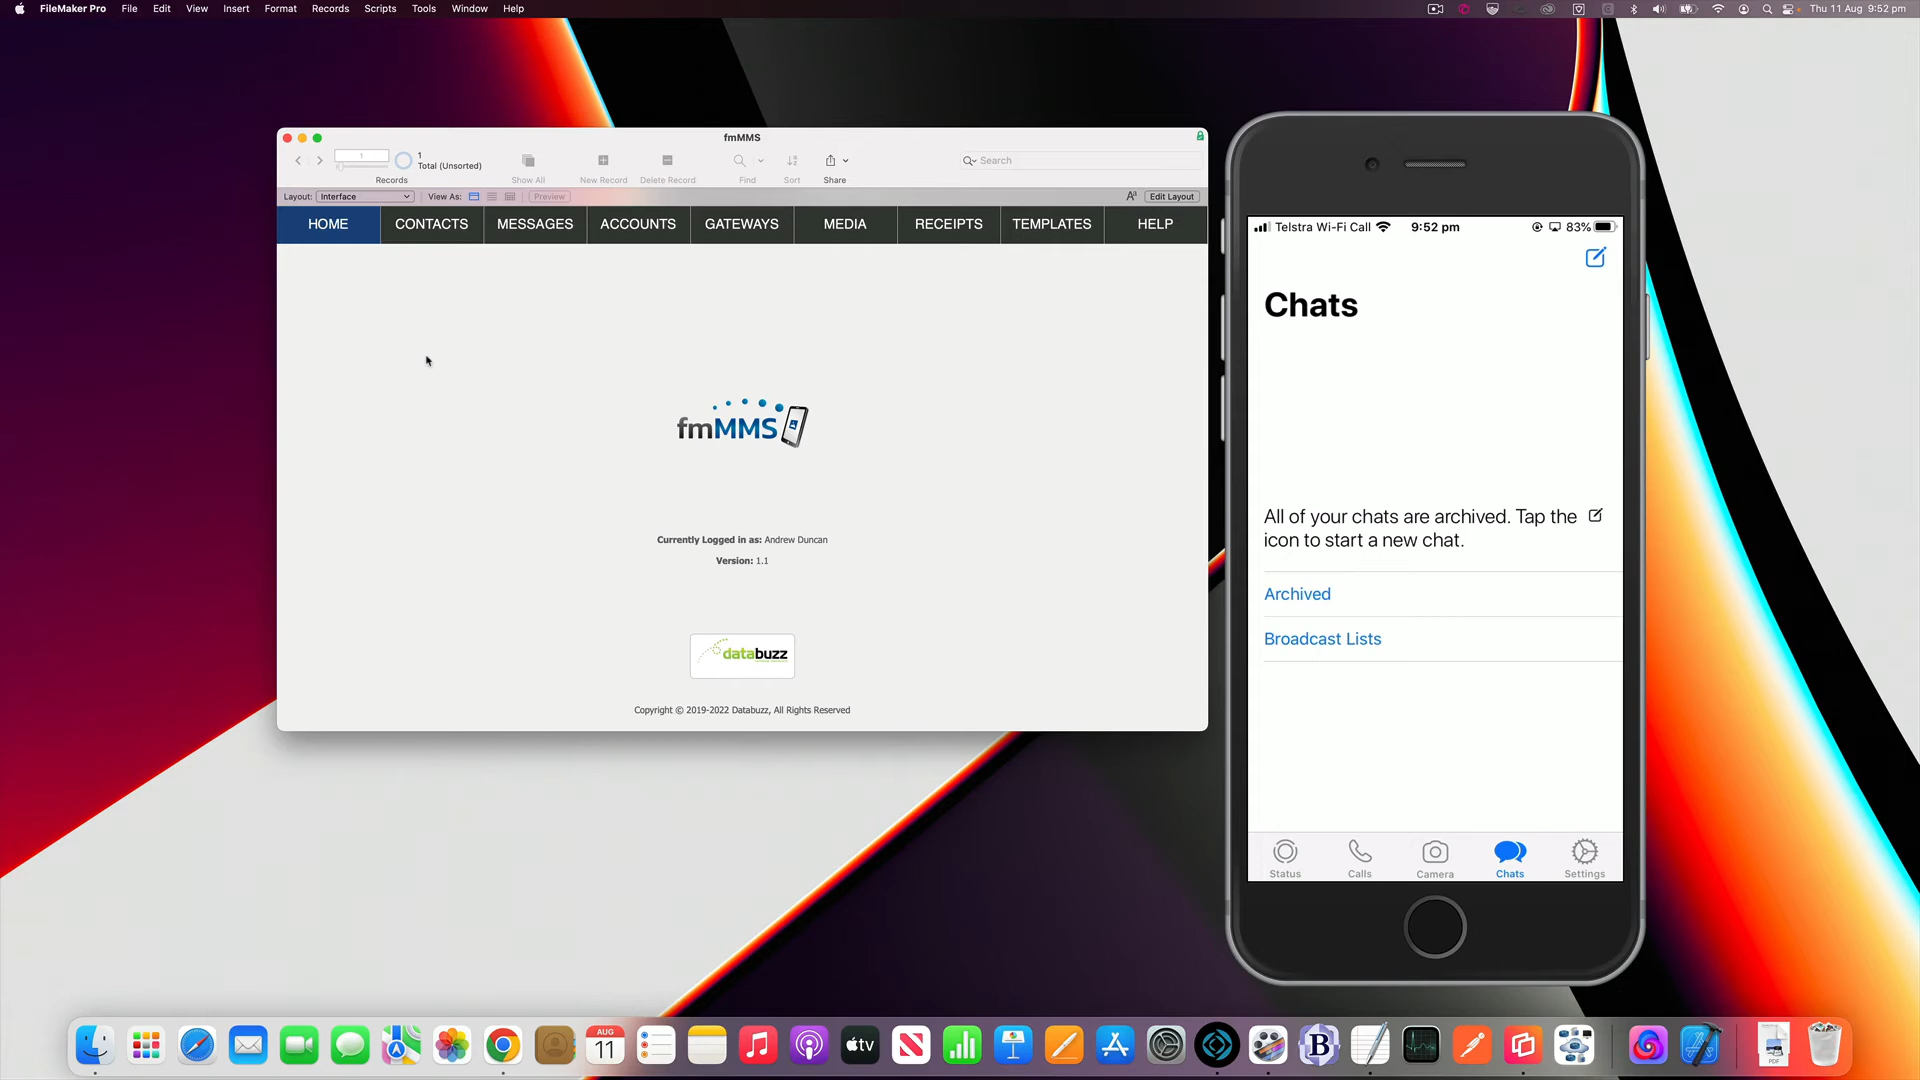 FileMaker Pro File Edit View Insert Format Records Scripts Tools Window Help
Thu 11 Aug 9:52 pm
fmMMS
1
1
Total (Unsorted)
Search
Records Show All New Record Delete Record Find Sort Share
Layout: Interface View As: Preview Aª Edit Layout
HOME CONTACTS MESSAGES ACCOUNTS GATEWAYS MEDIA RECEIPTS TEMPLATES HELP
fmMMS
Currently Logged in as: Andrew Duncan
Version: 1.1
databuzz
Copyright © 2019-2022 Databuzz, All Rights Reserved
Telstra Wi-Fi Call 9:52 pm 83%
Chats
All of your chats are archived. Tap the
icon to start a new chat.
Archived
Broadcast Lists
Status Calls Camera Chats Settings
AUG
11
tv
B
PDF